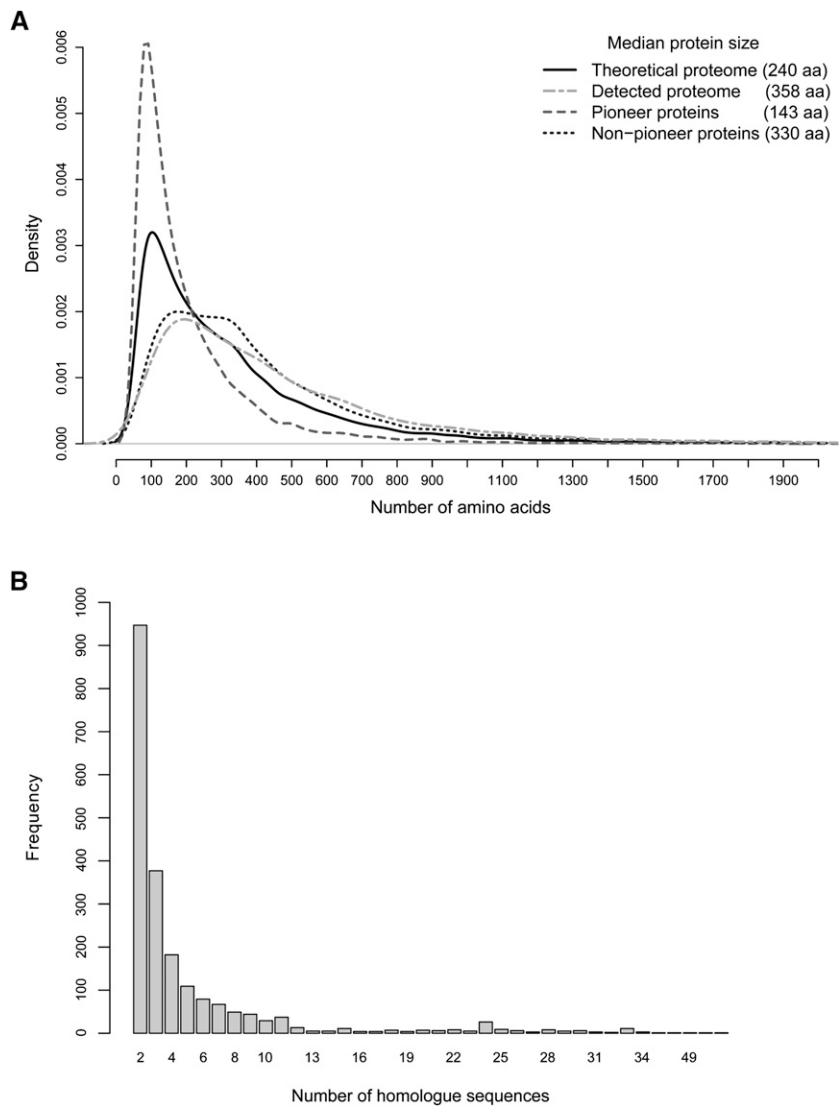 A
Median protein size
Theoretical proteome (240 aa)
Detected proteome (358 aa)
Pioneer proteins (143 aa)
Non−pioneer proteins (330 aa)
0.006
0.005
0.004
0.003
0.002
0.001
0.000
Density
0 100 200 300 400 500 600 700 800 900 1100 1300 1500 1700 1900
Number of amino acids
B
1000
900
800
700
600
500
400
300
200
100
0
Frequency
2 4 6 8 10 13 16 19 22 25 28 31 34 49
Number of homologue sequences